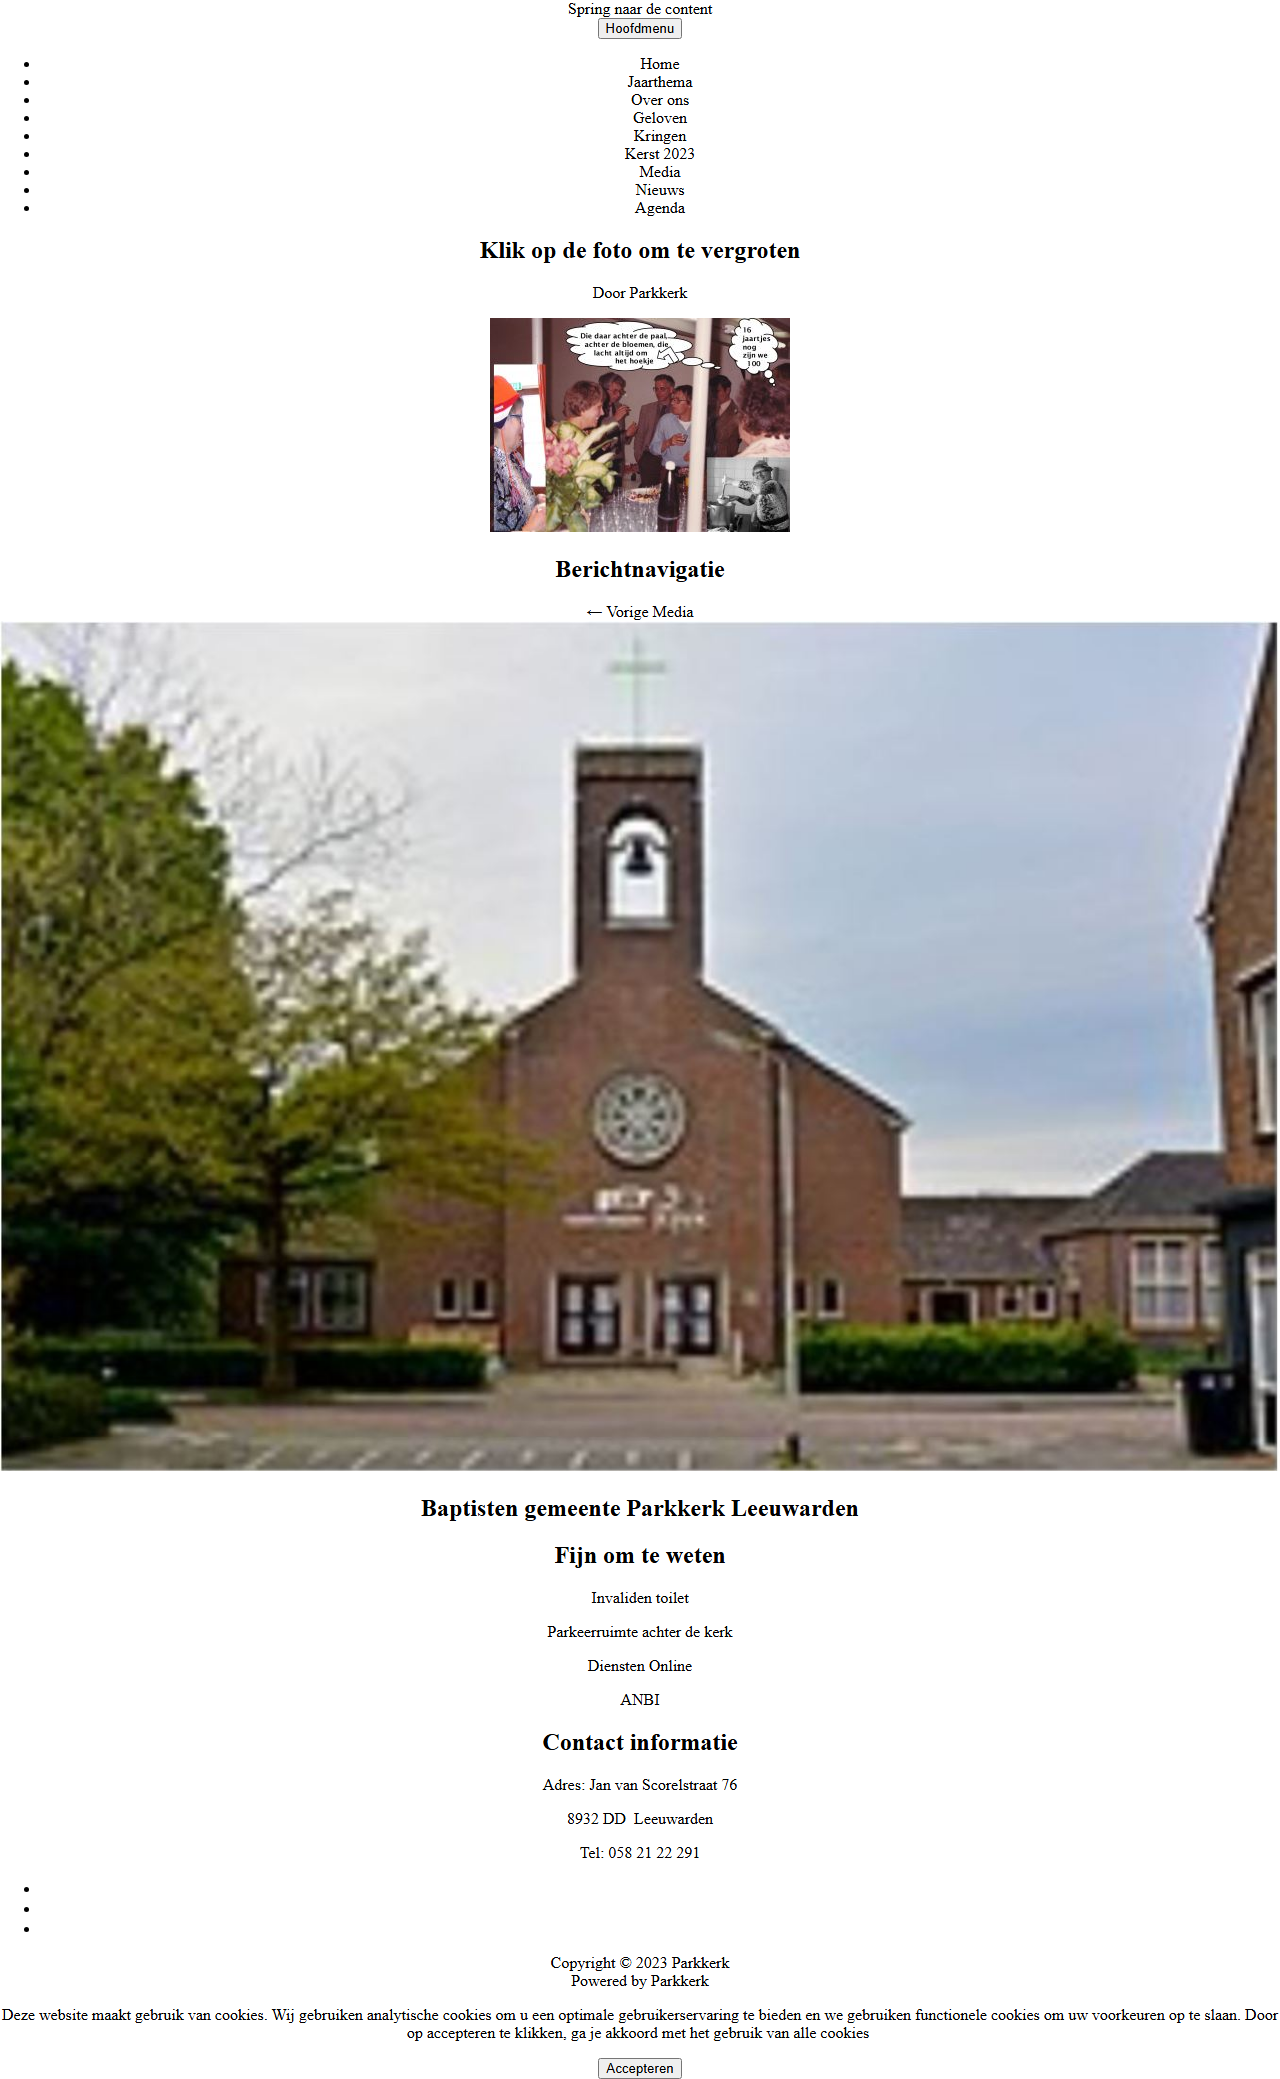 Spring naar de content
Hoofdmenu
Home
Jaarthema
Over ons
Geloven
Kringen
Kerst 2023
Media
Nieuws
Agenda
Klik op de foto om te vergroten
Door Parkkerk
Die daar achter de paal,
achter de bloemen, die
lacht altijd om
het hoekje
16
jaartjes
nog
zijn we
100
Berichtnavigatie
← Vorige Media
Baptisten gemeente Parkkerk Leeuwarden
Fijn om te weten
Invaliden toilet
Parkeerruimte achter de kerk
Diensten Online
ANBI
Contact informatie
Adres: Jan van Scorelstraat 76
8932 DD  Leeuwarden
Tel: 058 21 22 291
Copyright © 2023 Parkkerk
Powered by Parkkerk
Deze website maakt gebruik van cookies. Wij gebruiken analytische cookies om u een optimale gebruikerservaring te bieden en we gebruiken functionele cookies om uw voorkeuren op te slaan. Door
op accepteren te klikken, ga je akkoord met het gebruik van alle cookies
Accepteren